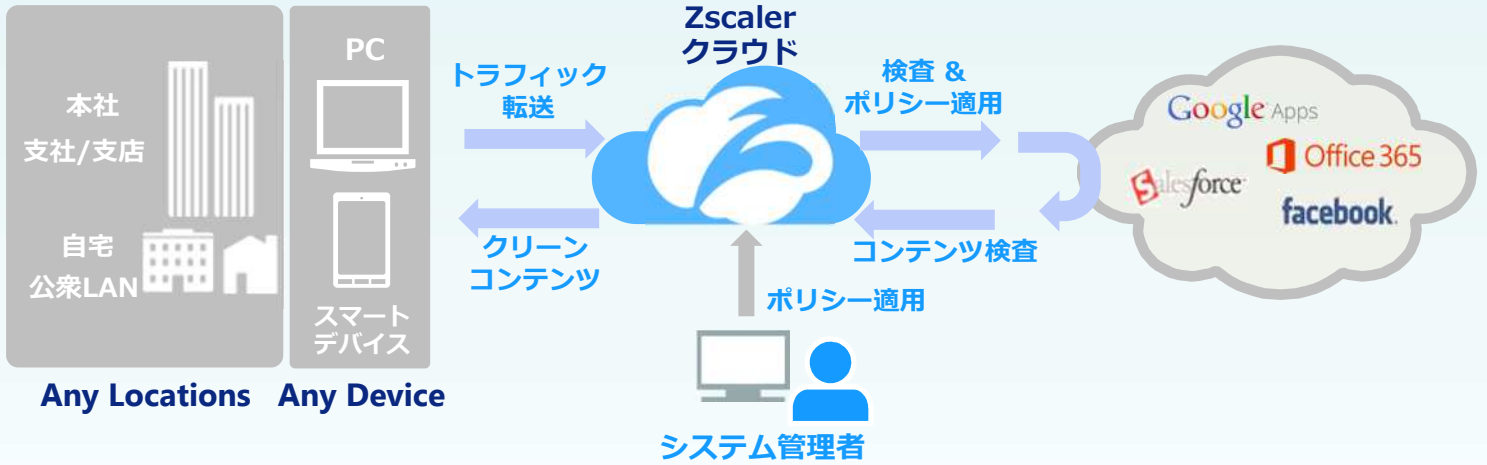 本社
支社/支店
自宅
公衆LAN
Any Locations
PC
スマート
デバイス
Any Device
トラフィック
転送
クリーン
コンテンツ
Zscaler
クラウド
検査 &
ポリシー適用
コンテンツ検査
ポリシー適用
システム管理者
Google Apps
Office 365
Salesforce
facebook.